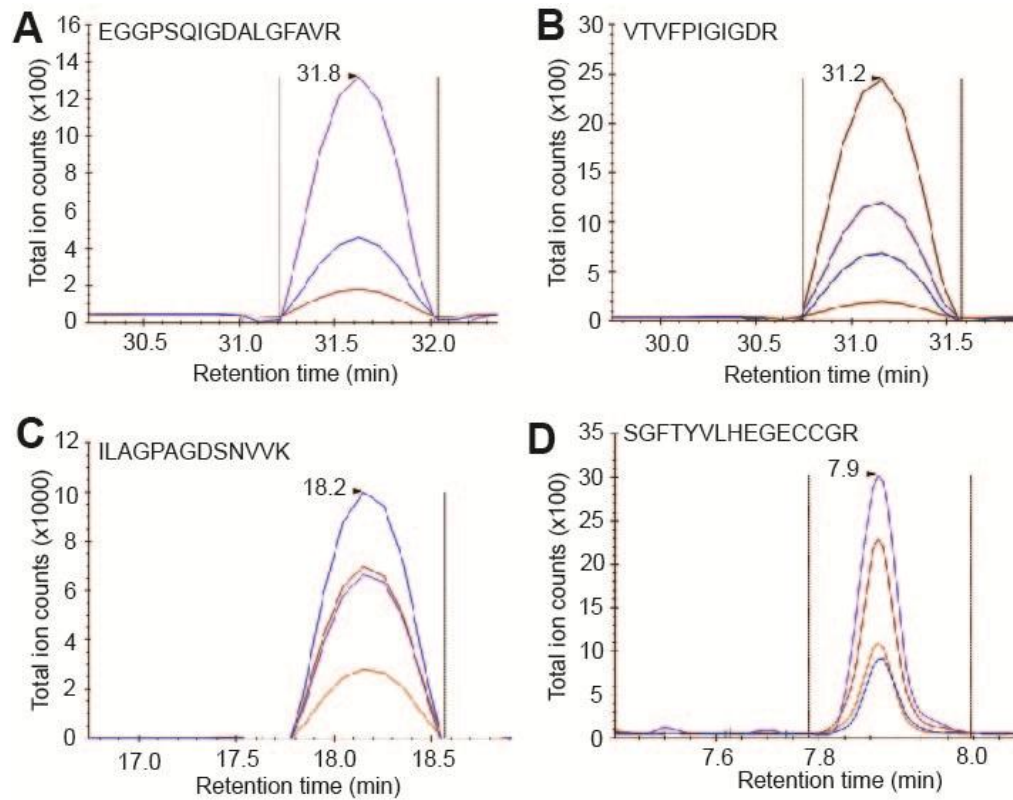 A
EGGPSQIGDALGFAVR
Total ion counts (x100)
16
14
12
10
8
6
4
2
0
31.8
30.5 31.0 31.5 32.0
Retention time (min)
B
VTVFPIGIGDR
Total ion counts (x100)
30
25
20
15
10
5
0
31.2
30.0 30.5 31.0 31.5
Retention time (min)
C
ILAGPAGDSNVVK
Total ion counts (x1000)
12
10
8
6
4
2
0
18.2
17.0 17.5 18.0 18.5
Retention time (min)
D
SGFTYVLHEGECCGR
Total ion counts (x100)
35
30
25
20
15
10
5
0
7.9
7.6 7.8 8.0
Retention time (min)